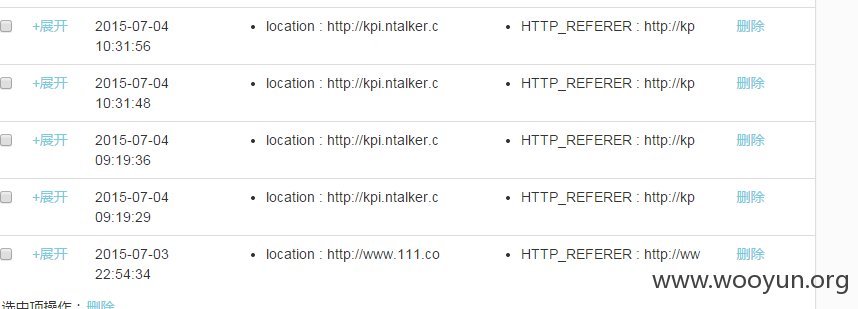 +展开 2015-07-04 10:31:56 • location : http://kpi.ntalker.c • HTTP_REFERER : http://kp 删除
+展开 2015-07-04 10:31:48 • location : http://kpi.ntalker.c • HTTP_REFERER : http://kp 删除
+展开 2015-07-04 09:19:36 • location : http://kpi.ntalker.c • HTTP_REFERER : http://kp 删除
+展开 2015-07-04 09:19:29 • location : http://kpi.ntalker.c • HTTP_REFERER : http://kp 删除
+展开 2015-07-03 22:54:34 • location : http://www.111.co • HTTP_REFERER : http://ww 删除
www.wooyun.org
选中项操作：删除